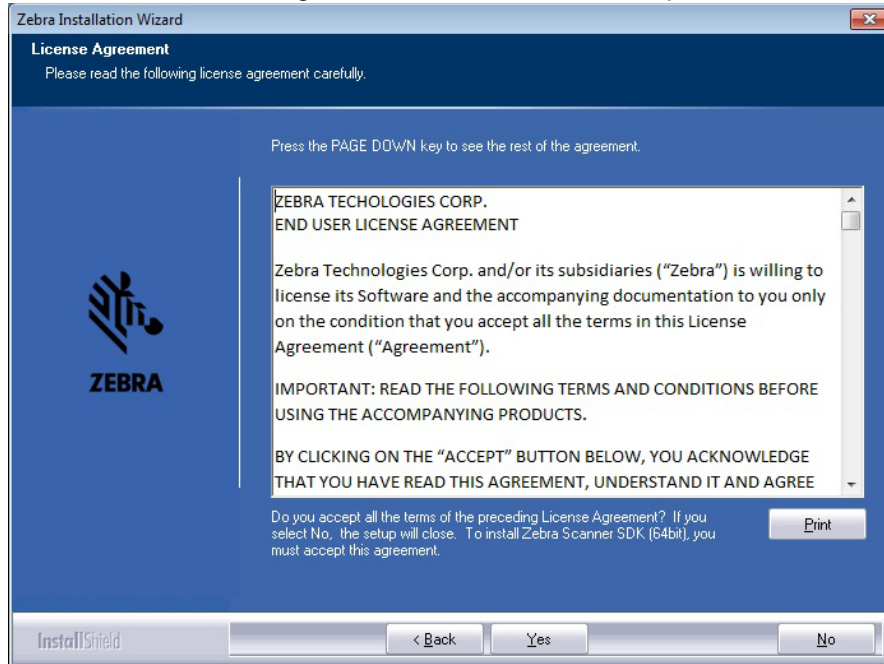 Zebra Installation Wizard
License Agreement
Please read the following license agreement carefully.
Press the PAGE DOWN key to see the rest of the agreement.
ZEBRA TECHOLOGIES CORP.
END USER LICENSE AGREEMENT
Zebra Technologies Corp. and/or its subsidiaries (“Zebra”) is willing to
license its Software and the accompanying documentation to you only
on the condition that you accept all the terms in this License
Agreement (“Agreement”).
IMPORTANT: READ THE FOLLOWING TERMS AND CONDITIONS BEFORE
USING THE ACCOMPANYING PRODUCTS.
BY CLICKING ON THE “ACCEPT” BUTTON BELOW, YOU ACKNOWLEDGE
THAT YOU HAVE READ THIS AGREEMENT, UNDERSTAND IT AND AGREE
ZEBRA
Do you accept all the terms of the preceding License Agreement? If you
select No, the setup will close. To install Zebra Scanner SDK (64bit), you
must accept this agreement.
Print
InstallShield
< Back
Yes
No